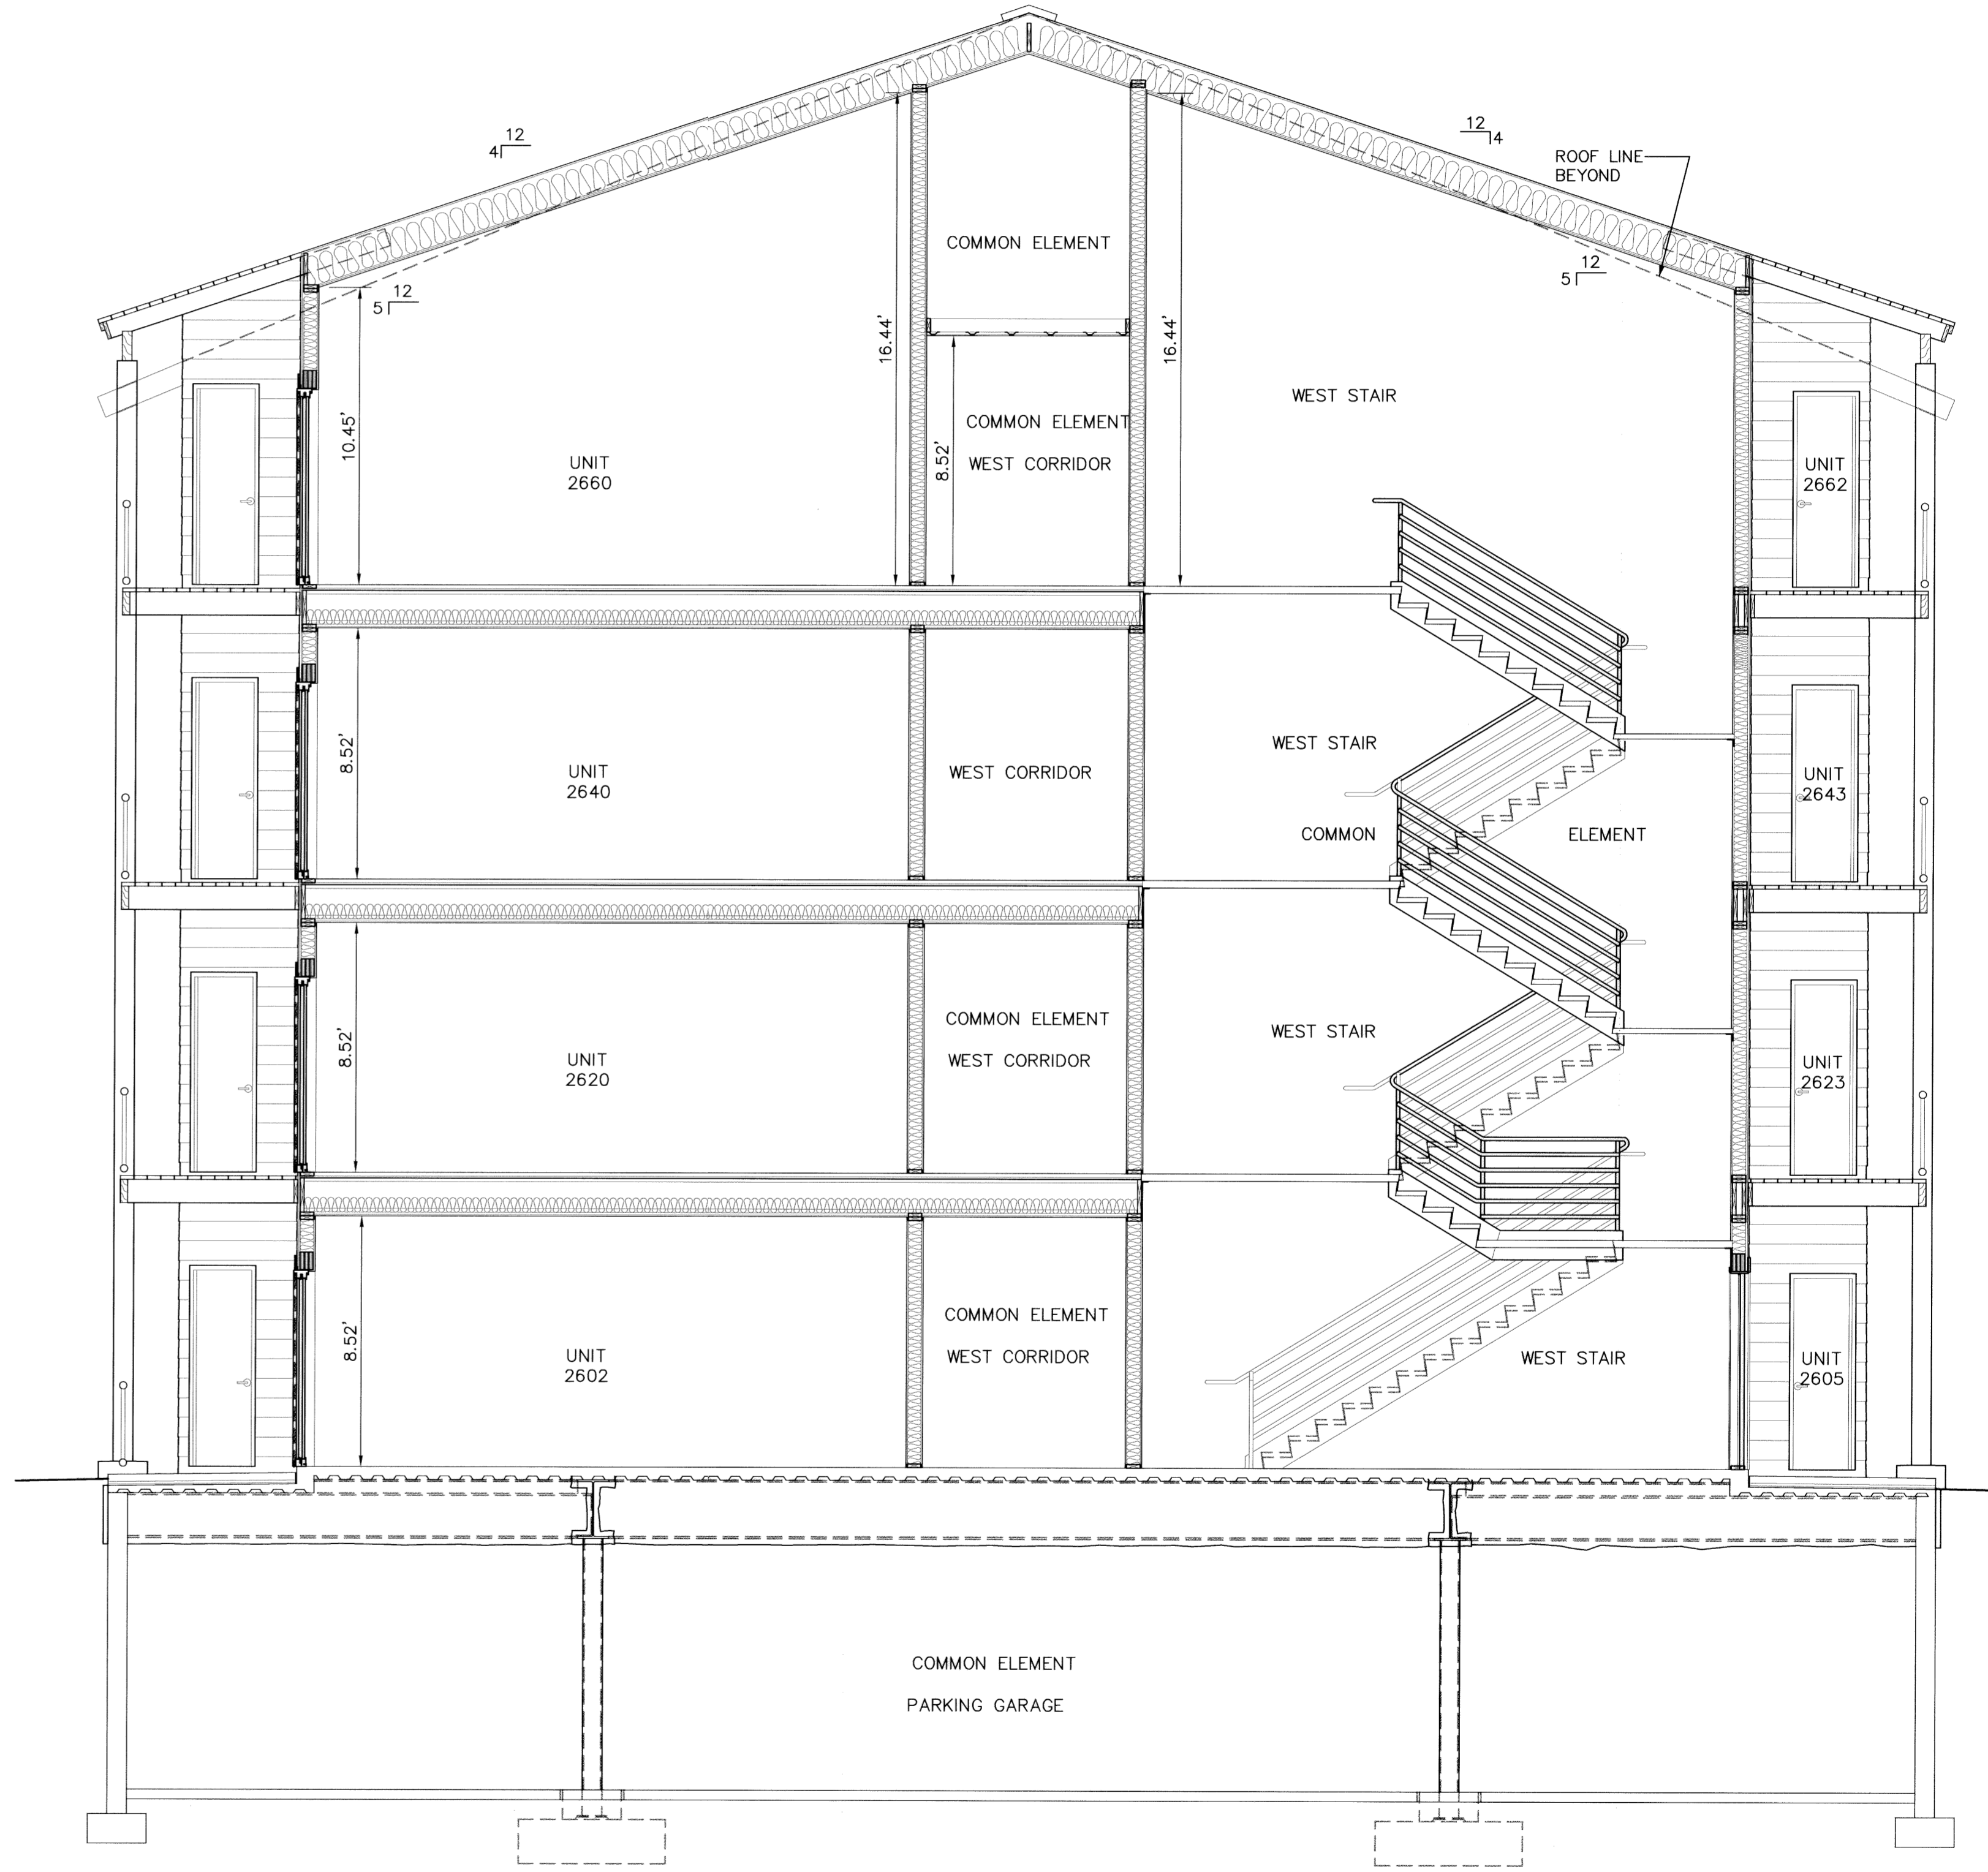 12
4
12
4
ROOF LINE
BEYOND
COMMON ELEMENT
12
5
12
5
16.44'
16.44'
10.45'
8.52'
WEST STAIR
COMMON ELEMENT
WEST CORRIDOR
UNIT
2660
UNIT
2662
8.52'
UNIT
2640
WEST CORRIDOR
WEST STAIR
COMMON
ELEMENT
UNIT
2643
8.52'
UNIT
2620
COMMON ELEMENT
WEST CORRIDOR
WEST STAIR
UNIT
2623
8.52'
UNIT
2602
COMMON ELEMENT
WEST CORRIDOR
WEST STAIR
UNIT
2605
COMMON ELEMENT
PARKING GARAGE